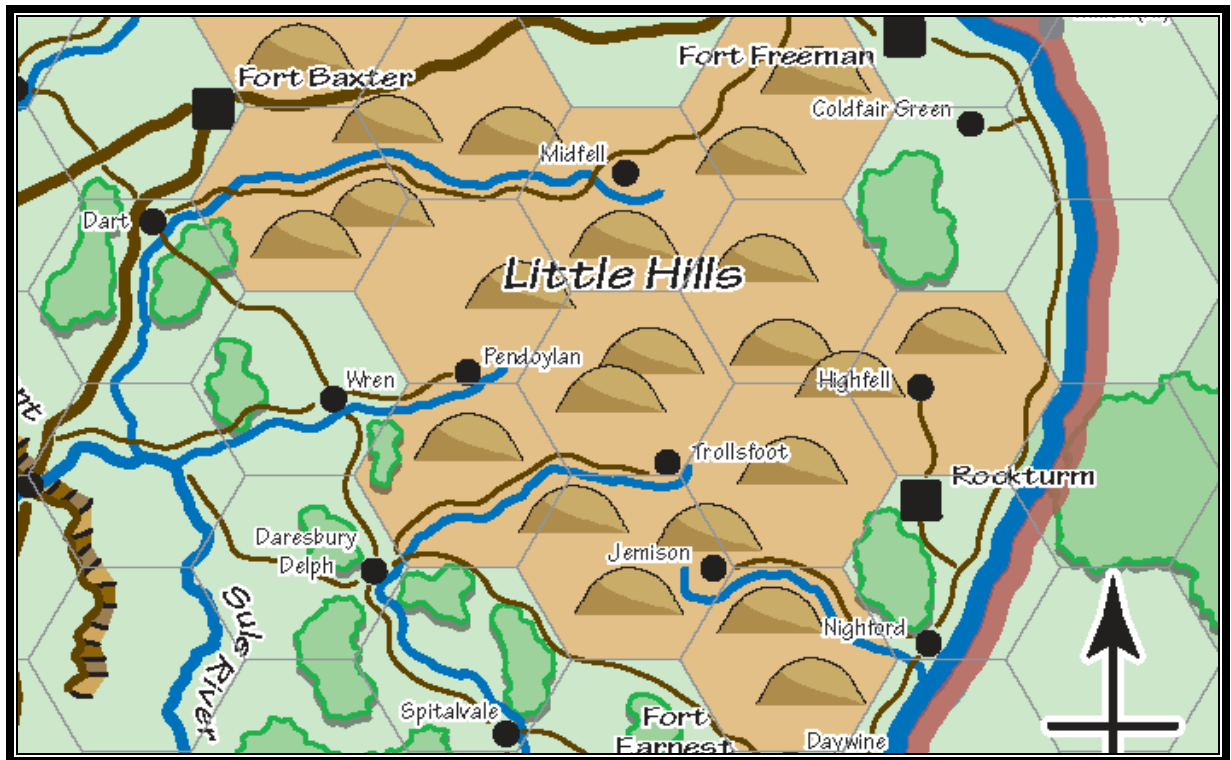 Fort Baxter
Fort Freeman
Coldfair Green
Midfell
Dart
Little Hills
Pendoylan
Wren
Highfell
Trollsfoot
Rockturm
Daresbury
Delph
Jemison
Suls River
Nighford
Spitalvale
Fort
Earnest
Daywine